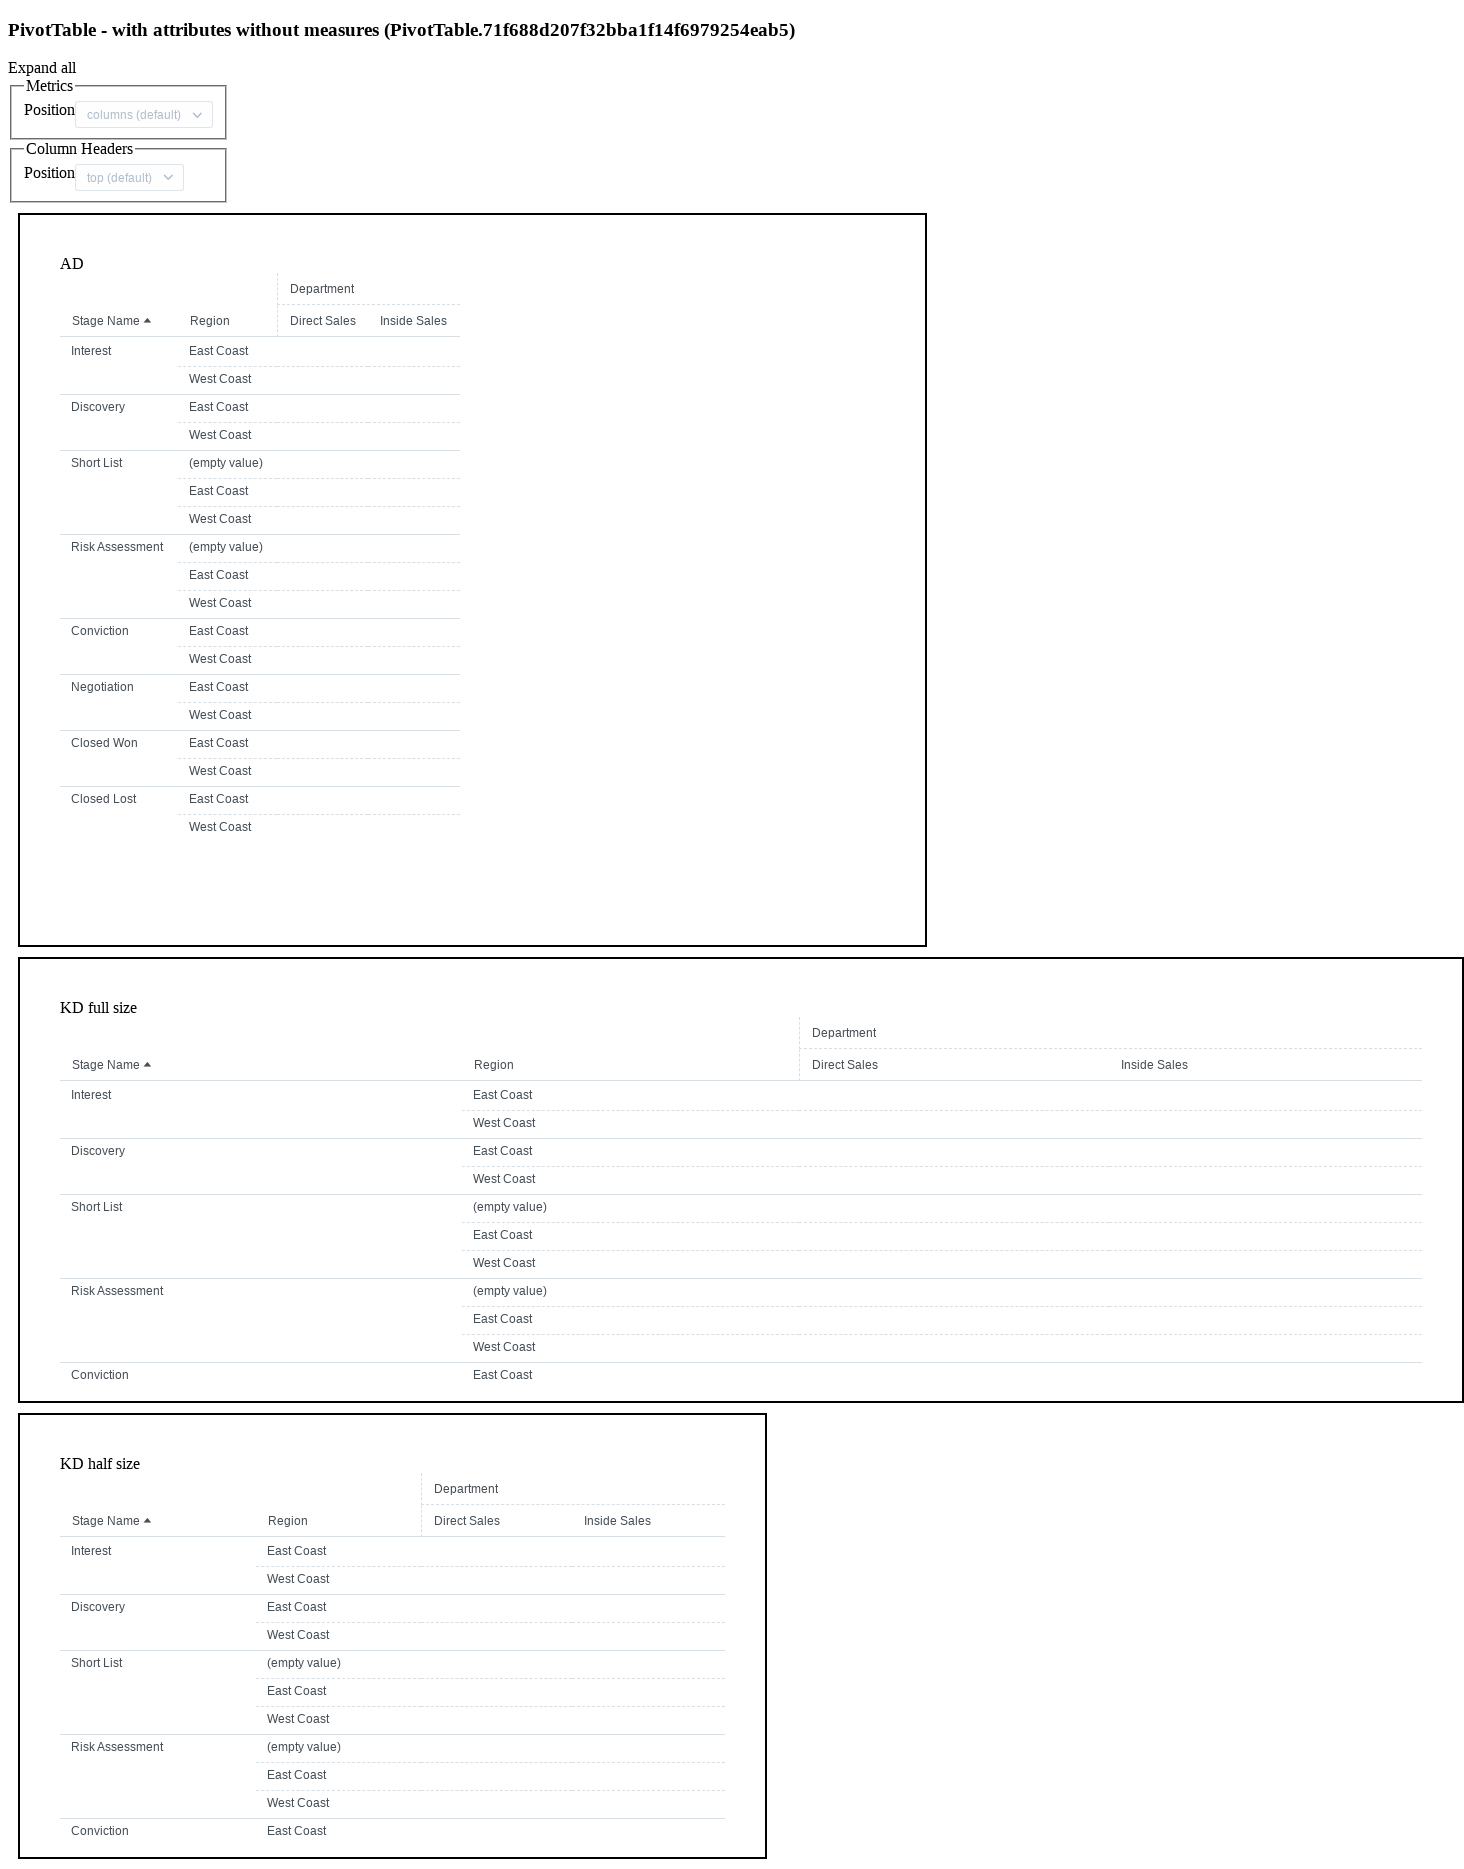 PivotTable - with attributes without measures (PivotTable.71f688d207f32bba1f14f6979254eab5)
Expand all
Metrics
Position columns (default)
Column Headers
Position top (default)
AD
Department
Stage Name Region Direct Sales Inside Sales
Interest East Coast
West Coast
Discovery East Coast
West Coast
Short List (empty value)
East Coast
West Coast
Risk Assessment (empty value)
East Coast
West Coast
Conviction East Coast
West Coast
Negotiation East Coast
West Coast
Closed Won East Coast
West Coast
Closed Lost East Coast
West Coast
KD full size
Department
Stage Name Region Direct Sales Inside Sales
Interest East Coast
West Coast
Discovery East Coast
West Coast
Short List (empty value)
East Coast
West Coast
Risk Assessment (empty value)
East Coast
West Coast
Conviction East Coast
KD half size
Department
Stage Name Region Direct Sales Inside Sales
Interest East Coast
West Coast
Discovery East Coast
West Coast
Short List (empty value)
East Coast
West Coast
Risk Assessment (empty value)
East Coast
West Coast
Conviction East Coast